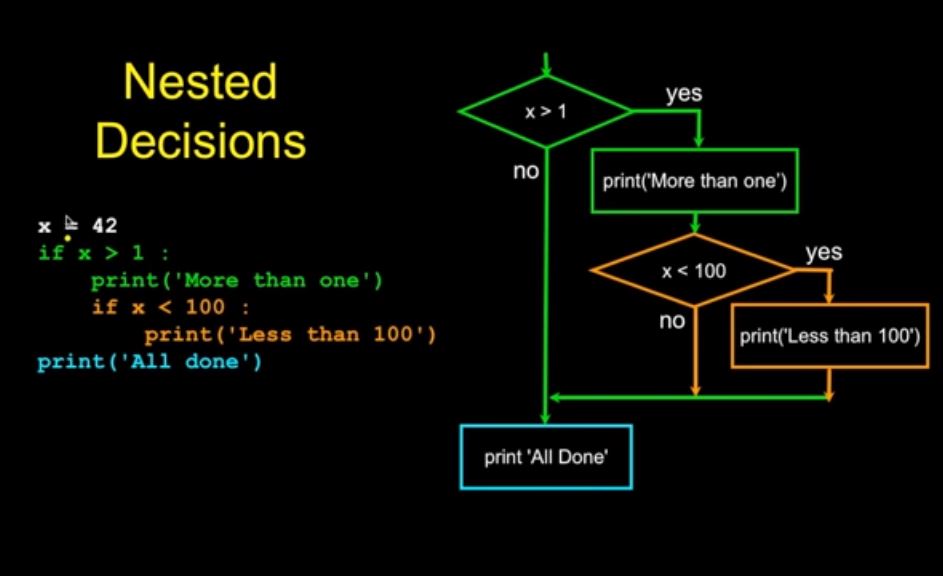 Nested
Decisions
x = 42
if x > 1 :
print('More than one')
if x < 100 :
print('Less than 100')
print('All done')
x > 1
yes
no
print('More than one')
x < 100
yes
no
print('Less than 100')
print 'All Done'